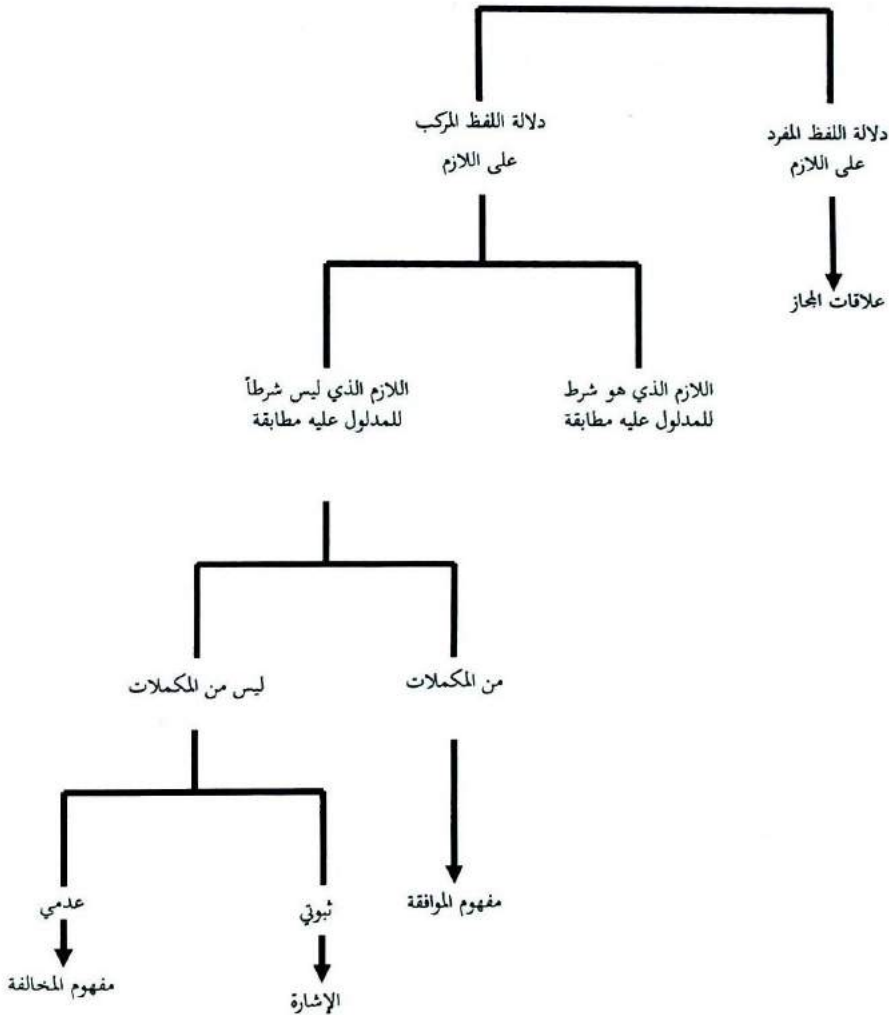 دلالة اللفظ المفرد
على اللازم
دلالة اللفظ المركب
على اللازم
علاقات المجاز
اللازم الذي هو شرط
للمدلول عليه مطابقة
اللازم الذي ليس شرطاً
للمدلول عليه مطابقة
من المكملات
ليس من المكملات
مفهوم الموافقة
ثبوتي
عدمي
الإشارة
مفهوم المخالفة